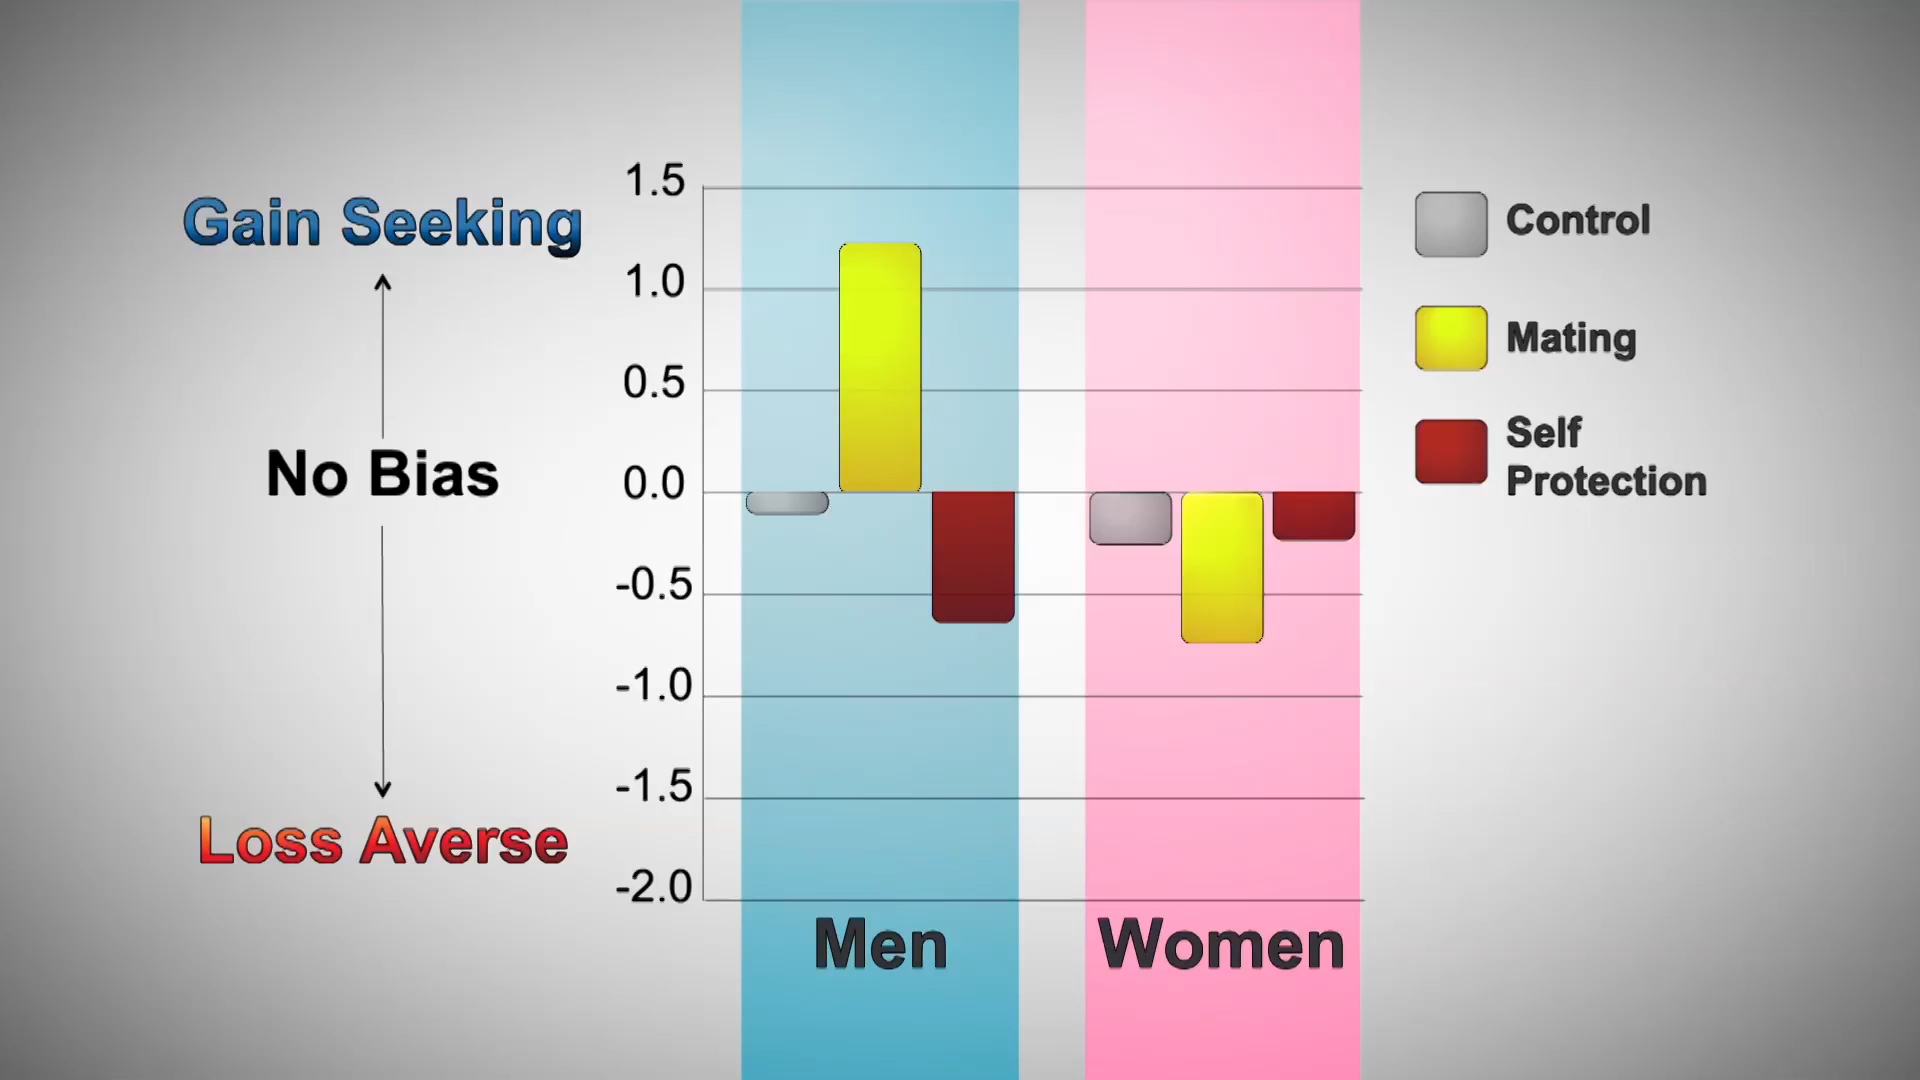 Gain Seeking
No Bias
Loss Averse
1.5
1.0
0.5
0.0
-0.5
-1.0
-1.5
-2.0
Men
Women
Control
Mating
Self
Protection